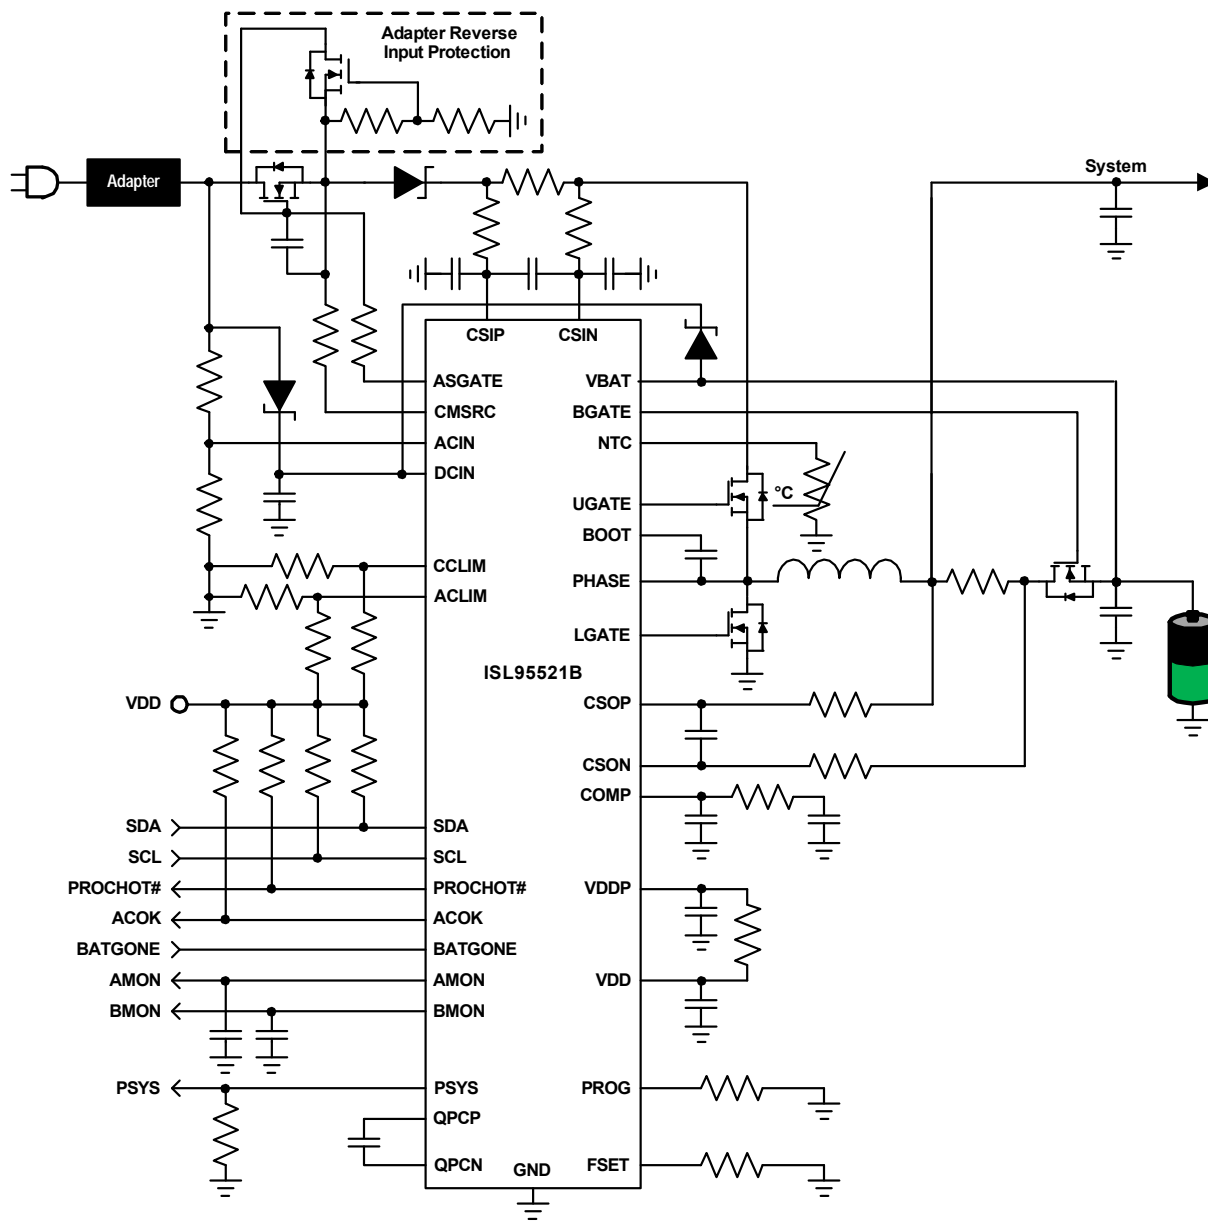 Adapter Reverse
Input Protection
Adapter
System
CSIP
CSIN
ASGATE
CMSRC
ACIN
DCIN
CCLIM
ACLIM
VBAT
BGATE
NTC
UGATE
°C
BOOT
PHASE
LGATE
ISL95521B
VDD
CSOP
CSON
COMP
SDA
SDA
SCL
SCL
PROCHOT#
PROCHOT#
VDDP
ACOK
ACOK
BATGONE
BATGONE
AMON
AMON
VDD
BMON
BMON
PSYS
PSYS
PROG
QPCP
QPCN
GND
FSET